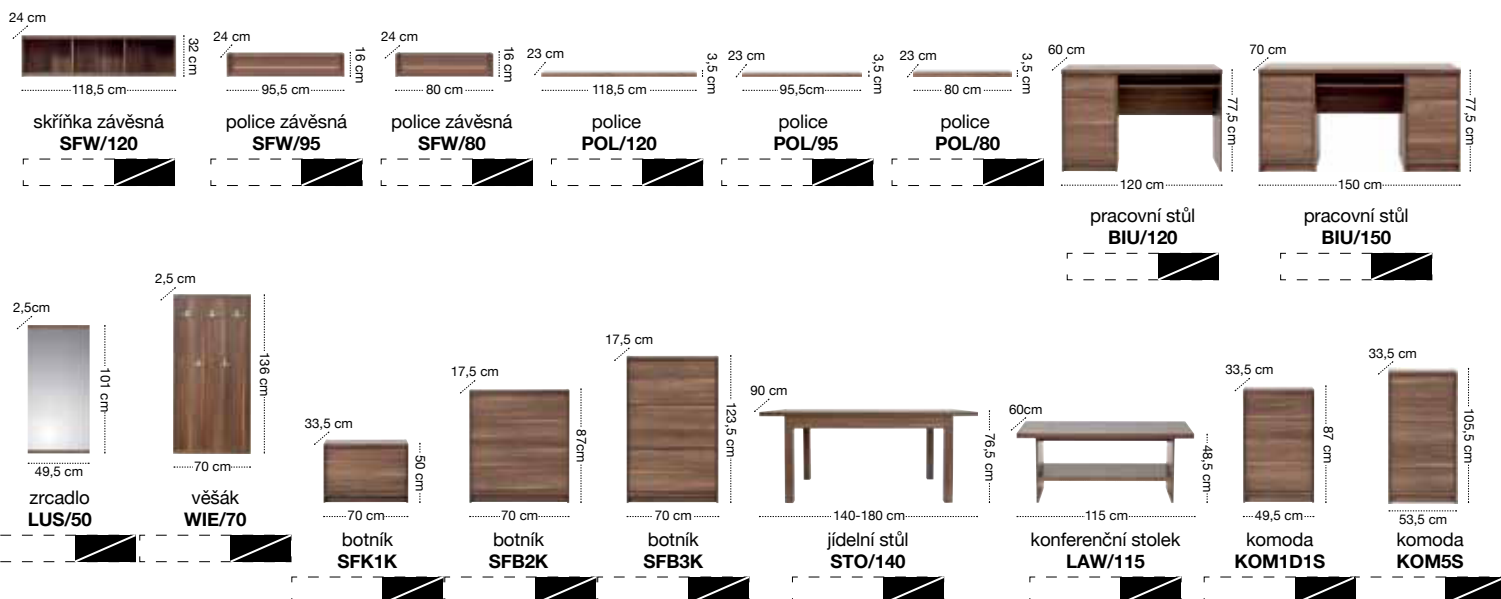 24 cm
32 cm
118,5 cm
skříňka závěsná
SFW/120
24 cm
16 cm
95,5 cm
police závěsná
SFW/95
24 cm
16 cm
80 cm
police závěsná
SFW/80
23 cm
3,5 cm
118,5 cm
police
POL/120
23 cm
3,5 cm
95,5cm
police
POL/95
23 cm
3,5 cm
80 cm
police
POL/80
60 cm
77,5 cm
120 cm
pracovní stůl
BIU/120
70 cm
77,5 cm
150 cm
pracovní stůl
BIU/150
2,5cm
101 cm
49,5 cm
zrcadlo
LUS/50
2,5 cm
136 cm
70 cm
věšák
WIE/70
33,5 cm
50 cm
70 cm
botník
SFK1K
17,5 cm
87cm
70 cm
botník
SFB2K
17,5 cm
123,5 cm
70 cm
botník
SFB3K
90 cm
76,5 cm
140-180 cm
jídelní stůl
STO/140
60cm
48,5 cm
115 cm
konferenční stolek
LAW/115
33,5 cm
87 cm
49,5 cm
komoda
KOM1D1S
33,5 cm
105,5 cm
53,5 cm
komoda
KOM5S